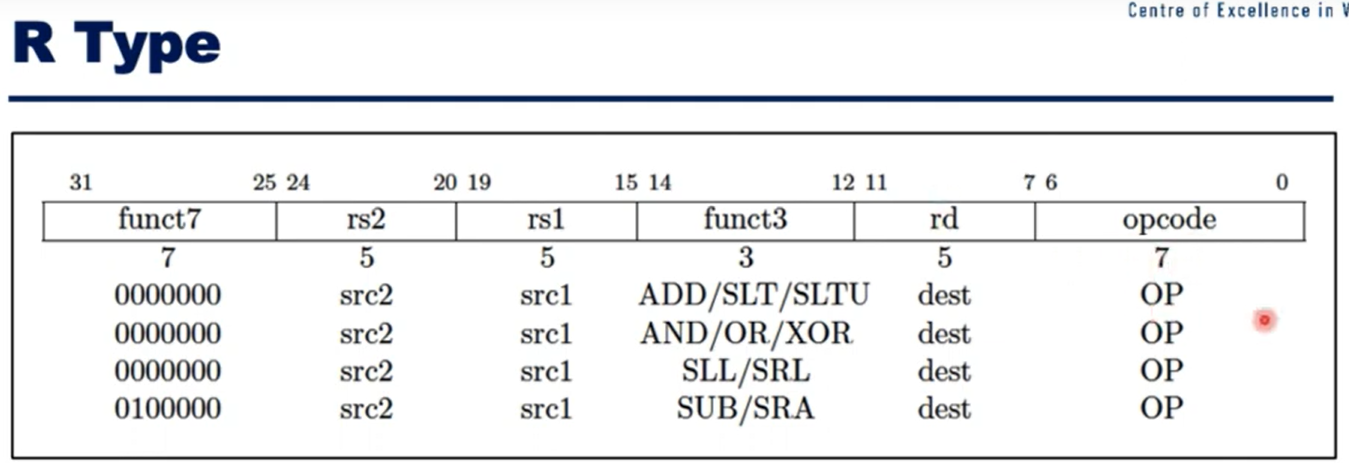 Centre of Excellence in
R Type
31 25 24 20 19 15 14 12 11 7 6 0
funct7 rs2 rs1 funct3 rd opcode
7 5 5 3 5 7
0000000 src2 src1 ADD/SLT/SLTU dest OP
0000000 src2 src1 AND/OR/XOR dest OP
0000000 src2 src1 SLL/SRL dest OP
0100000 src2 src1 SUB/SRA dest OP